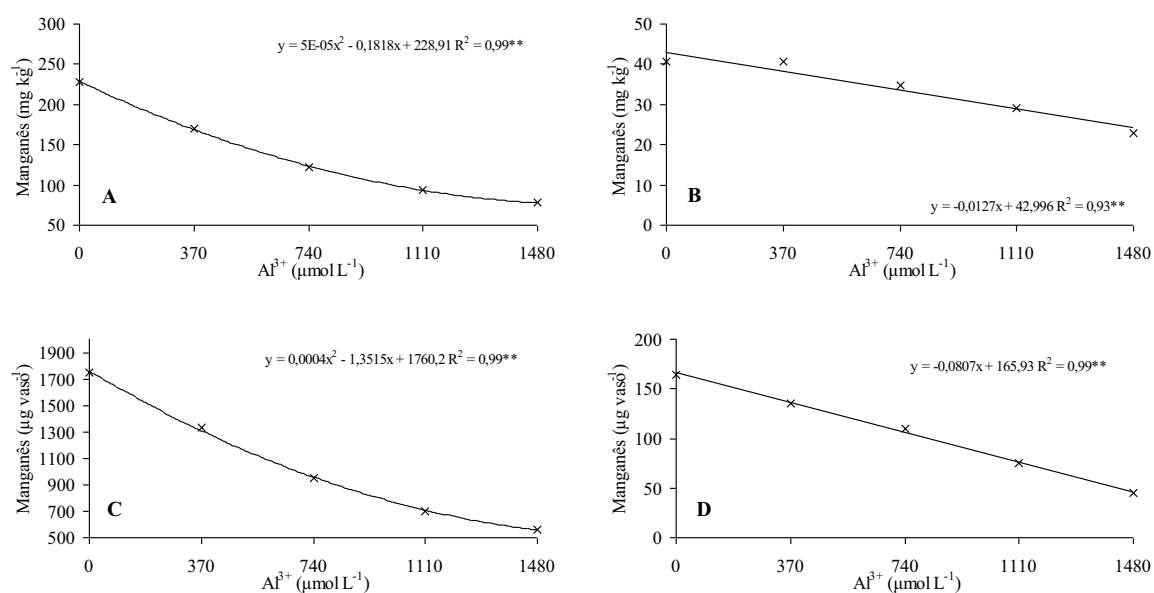 300
250
200
150
100
50
Manganês (mg kg-1)
y = 5E-05x2 - 0,1818x + 228,91 R2 = 0,99**
A
0 370 740 1110 1480
Al3+ (µmol L-1)
50
40
30
20
10
0
Manganês (mg kg-1)
B
y = -0,0127x + 42,996 R2 = 0,93**
0 370 740 1110 1480
Al3+ (µmol L-1)
1900
1700
1500
1300
1100
900
700
500
Manganês (µg vaso-1)
y = 0,0004x2 - 1,3515x + 1760,2 R2 = 0,99**
C
0 370 740 1110 1480
Al3+ (µmol L-1)
200
150
100
50
0
Manganês (µg vaso-1)
y = -0,0807x + 165,93 R2 = 0,99**
D
0 370 740 1110 1480
Al3+ (µmol L-1)